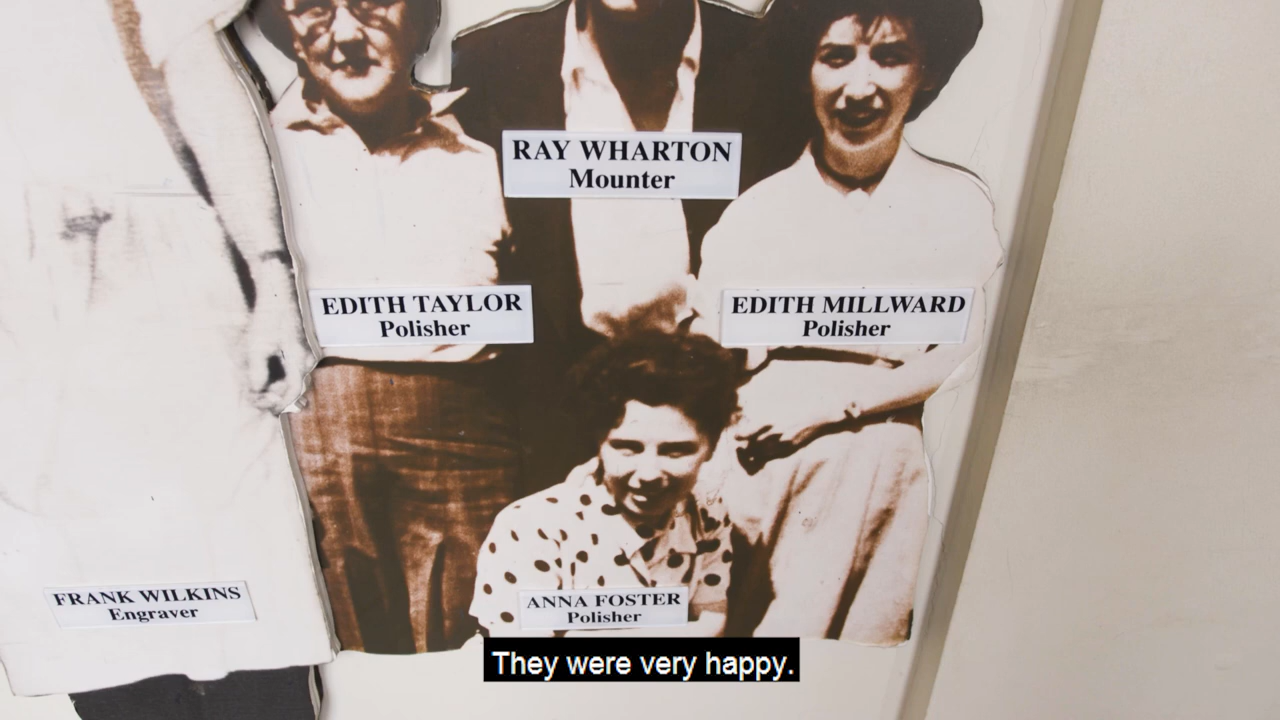 RAY WHARTON
Mounter
EDITH TAYLOR
Polisher
EDITH MILLWARD
Polisher
FRANK WILKINS
Engraver
ANNA FOSTER
Polisher
They were very happy.